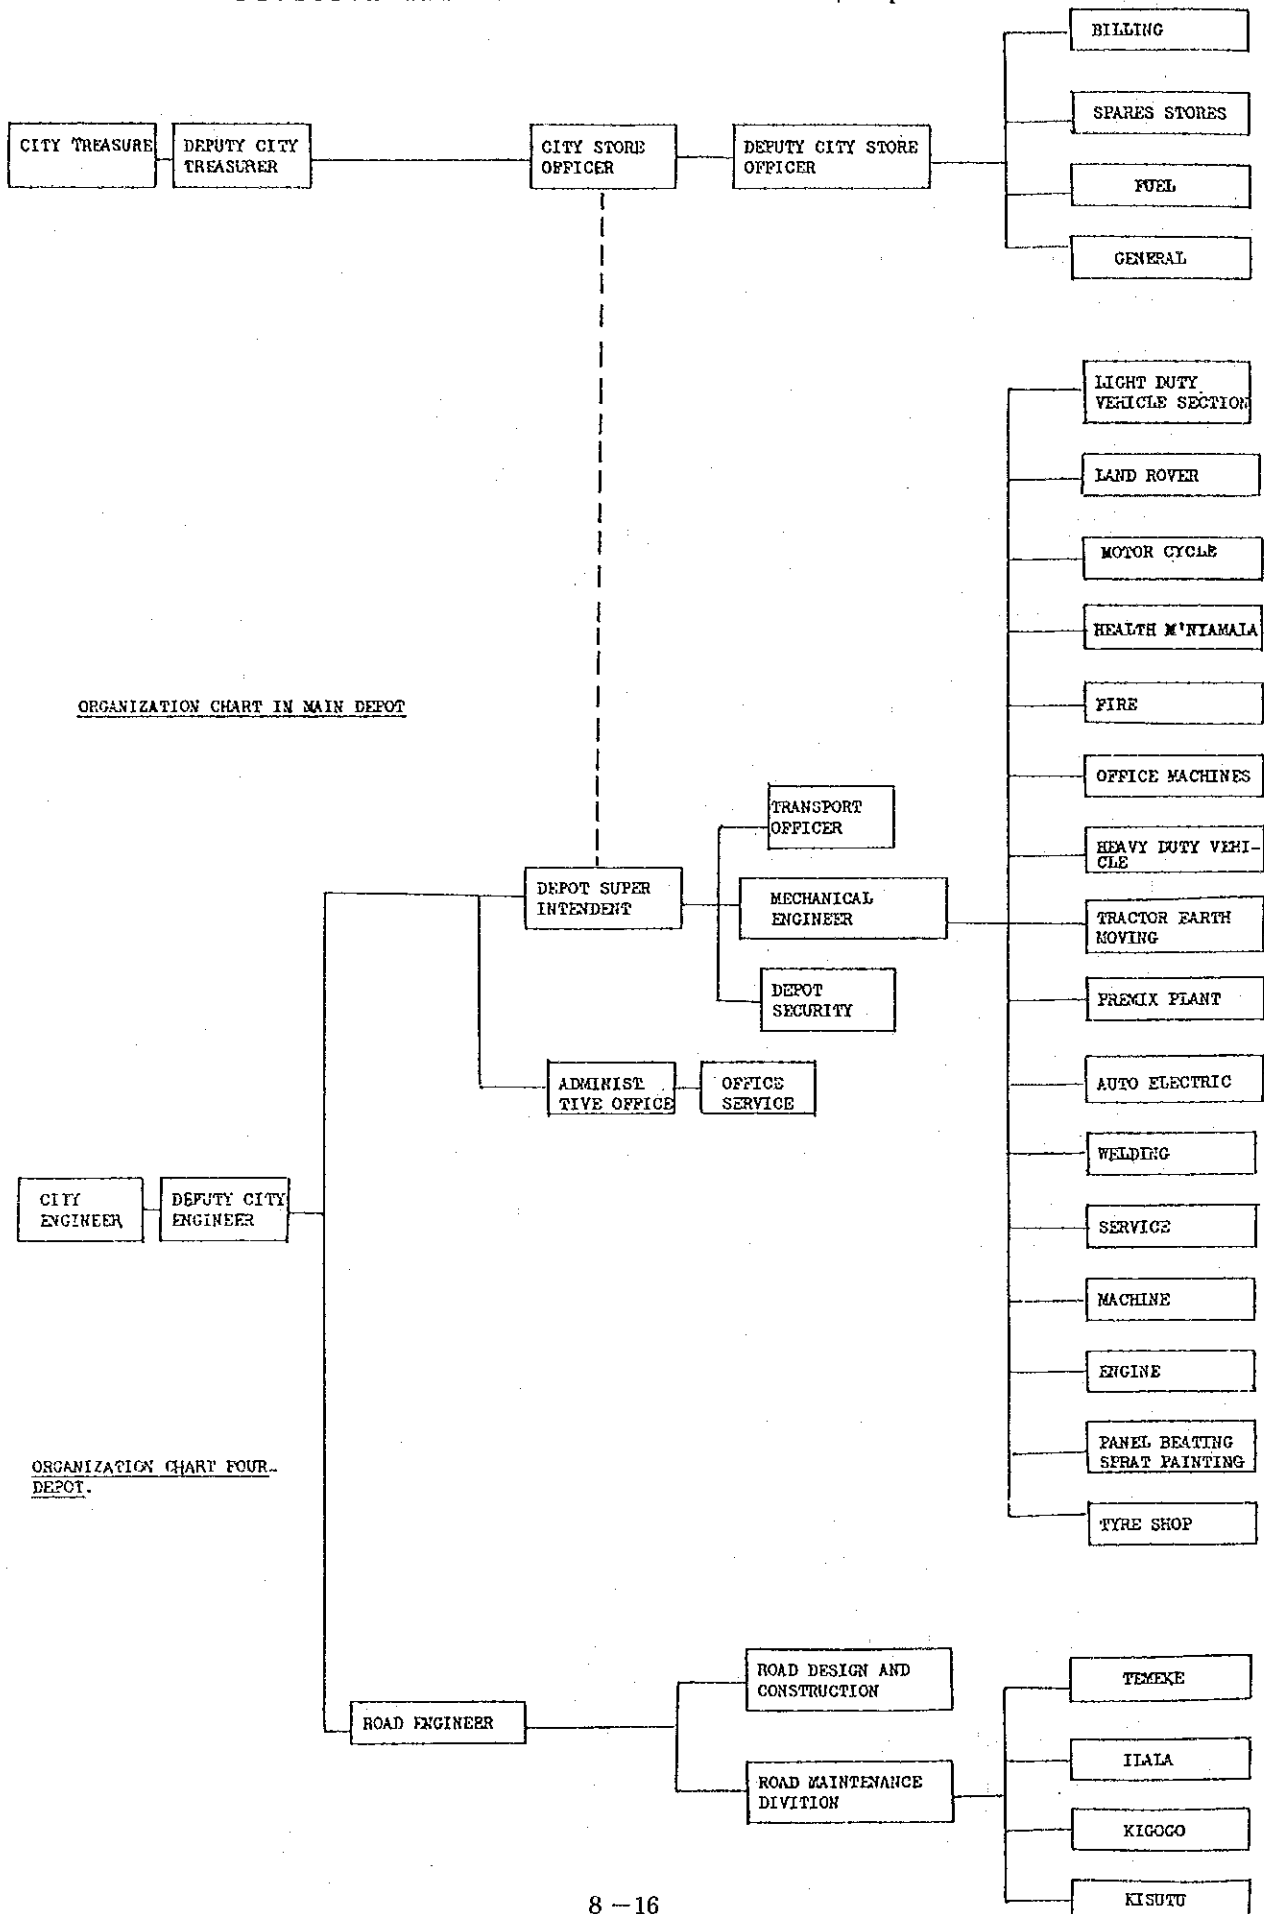 BILLING
SPARES STORES
CITY TREASURE
DEPUTY CITY
TREASURER
CITY STORE
OFFICER
DEPUTY CITY STORE
OFFICER
FUEL
GENERAL
LIGHT DUTY
VEHICLE SECTION
LAND ROVER
MOTOR CYCLE
HEALTH M'NYAMALA
ORGANIZATION CHART IN MAIN DEPOT
FIRE
OFFICE MACHINES
TRANSPORT
OFFICER
HEAVY DUTY VEHI-
CLE
DEPOT SUPER
INTENDENT
MECHANICAL
ENGINEER
TRACTOR EARTH
MOVING
DEPOT
SECURITY
PREMIX PLANT
ADMINIST
TIVE OFFICE
OFFICE
SERVICE
AUTO ELECTRIC
WELDING
CITY
ENGINEER
DEPUTY CITY
ENGINEER
SERVICE
MACHINE
ENGINE
PANEL BEATING
SPRAT PAINTING
ORGANIZATION CHART FOUR-
DEPOT.
TYRE SHOP
ROAD DESIGN AND
CONSTRUCTION
TEMEKE
ROAD ENGINEER
ILALA
ROAD MAINTENANCE
DIVITION
KIGOGO
KISUTU
8-16